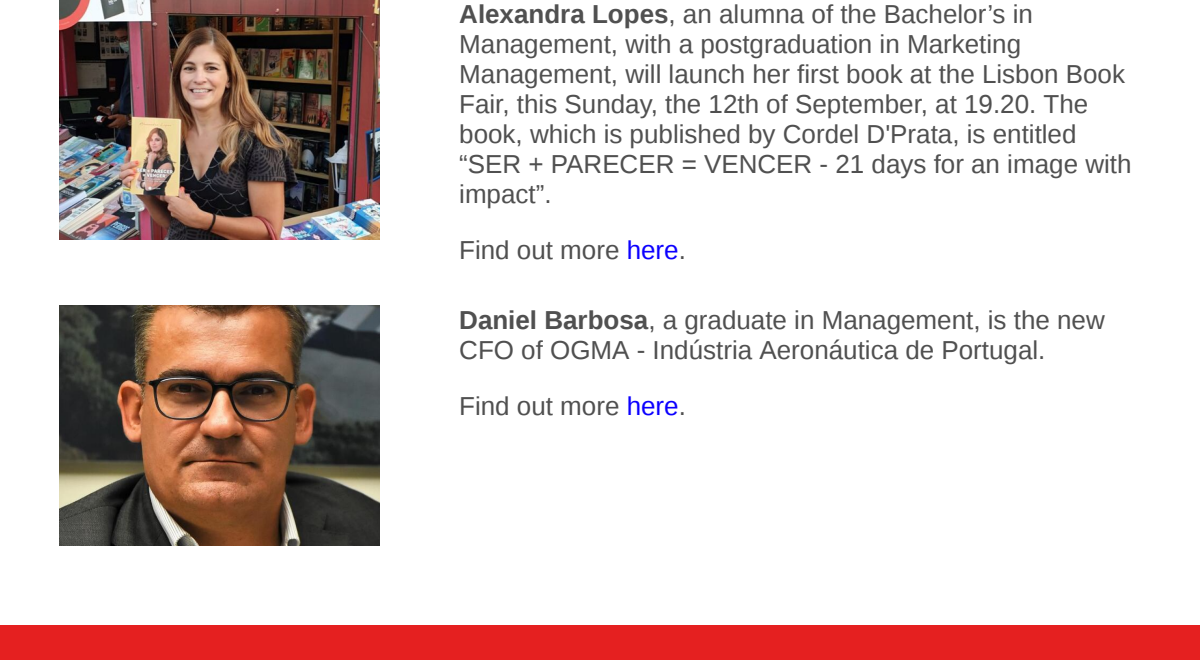 Alexandra Lopes, an alumna of the Bachelor’s in
Management, with a postgraduation in Marketing
Management, will launch her first book at the Lisbon Book
Fair, this Sunday, the 12th of September, at 19.20. The
book, which is published by Cordel D'Prata, is entitled
“SER + PARECER = VENCER - 21 days for an image with
impact”.
Find out more here.
SER + PARECER
= VENCER
Daniel Barbosa, a graduate in Management, is the new
CFO of OGMA - Indústria Aeronáutica de Portugal.
Find out more here.